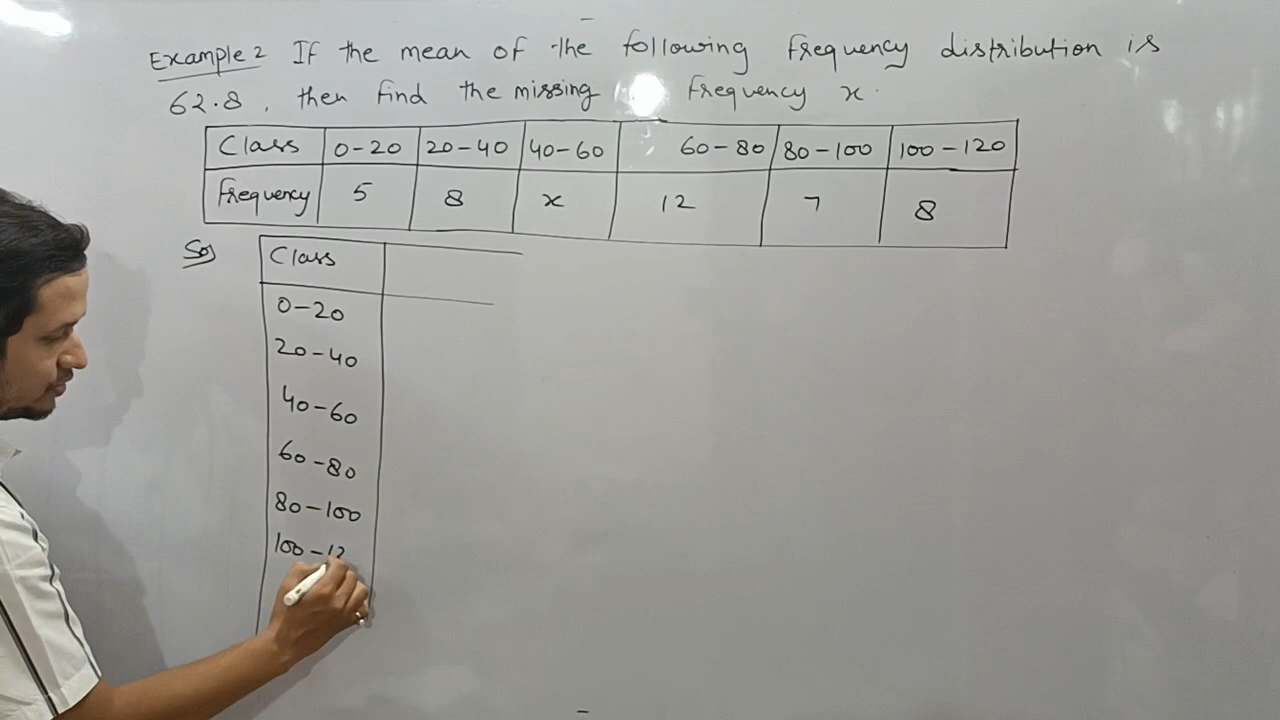 Example 2 If the mean of the following frequency distribution is
62.8, then find the missing frequency x.
Class 0-20 20-40 40-60 60-80 80-100 100-120
Frequency 5 8 x 12 7 8
Sol Class
0-20
20-40
40-60
60-80
80-100
100-12